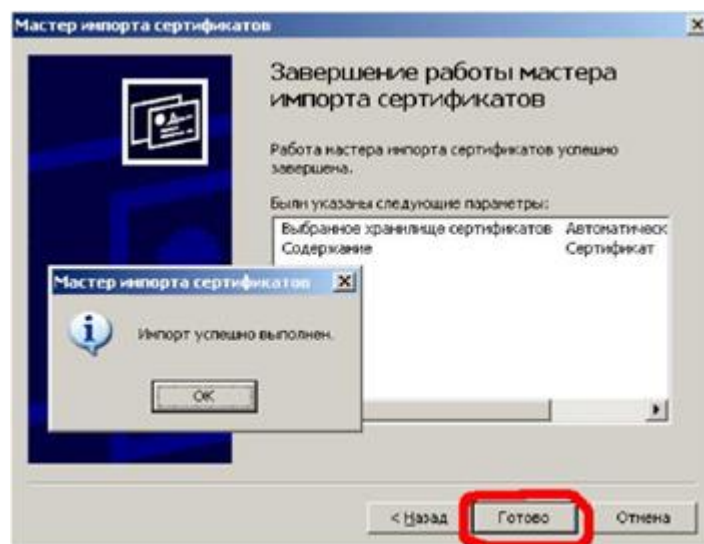 Мастер импорта сертификатов
Завершение работы мастера
импорта сертификатов
Работа мастера импорта сертификатов успешно
завершена.
Были указаны следующие параметры:
Выбранное хранилище сертификатов Автоматическ
Содержание Сертификат
Мастер импорта сертификатов
Импорт успешно выполнен.
OK
< Назад Готово Отмена